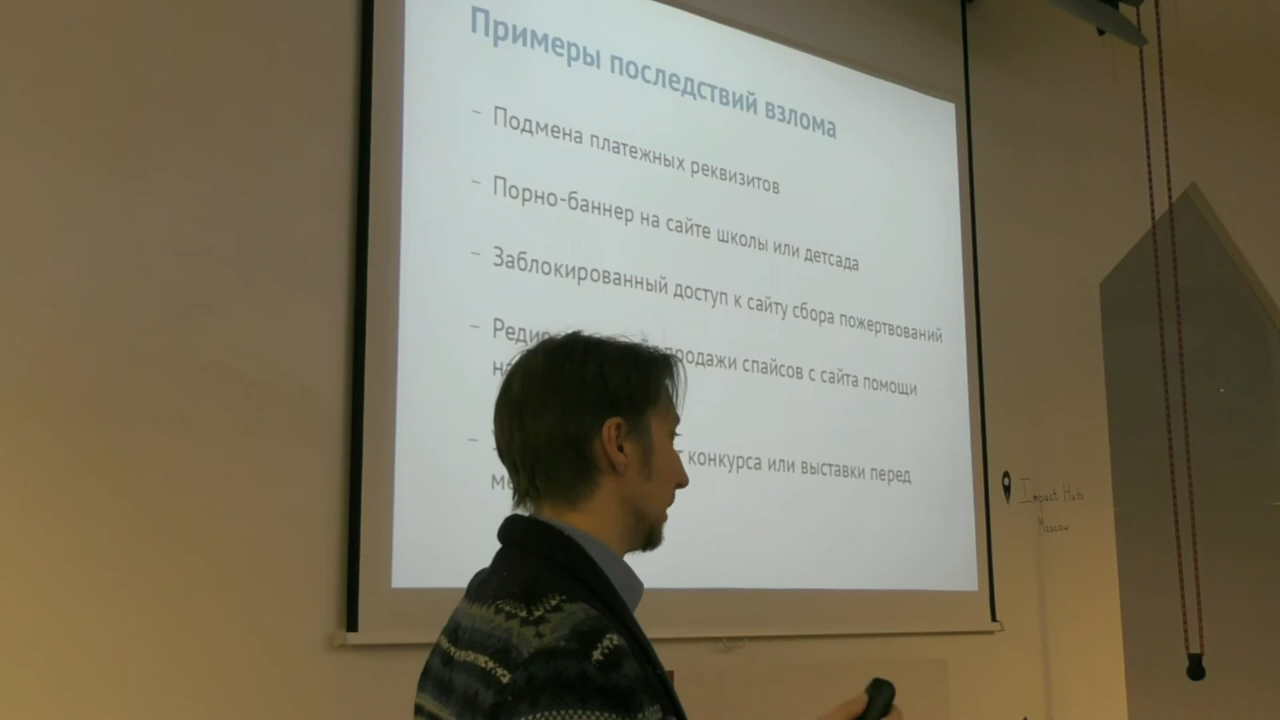 Примеры последствий взлома
– Подмена платежных реквизитов
– Порно-баннер на сайте школы или детсада
– Заблокированный доступ к сайту сбора пожертвований
– продажи спайсов с сайта помощи
– конкурса или выставки перед
Impact Hub
Moscow